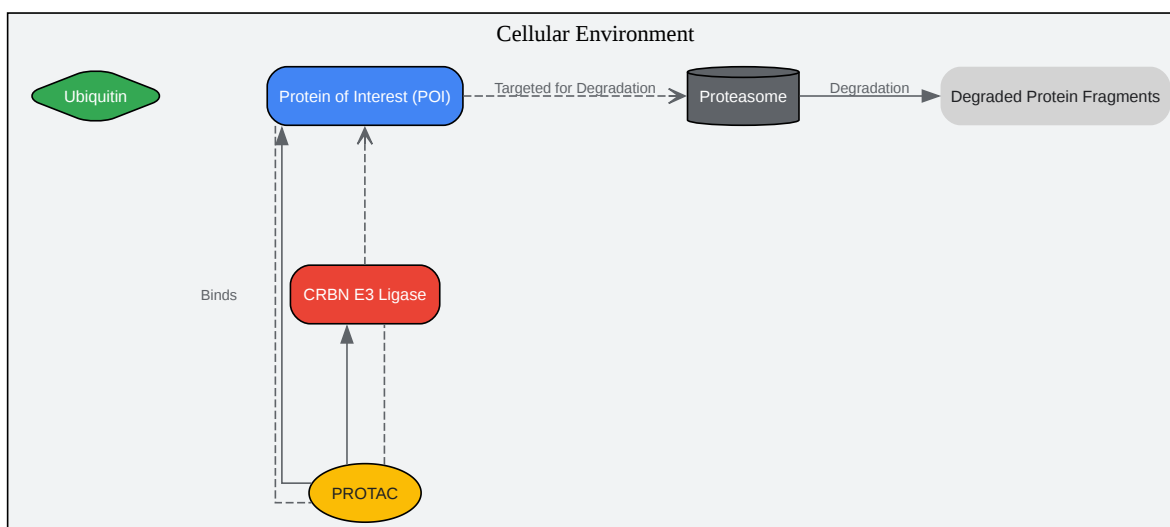 Cellular Environment
Ubiquitin
Protein of Interest (POI)
Targeted for Degradation
Proteasome
Degradation
Degraded Protein Fragments
Binds
CRBN E3 Ligase
PROTAC